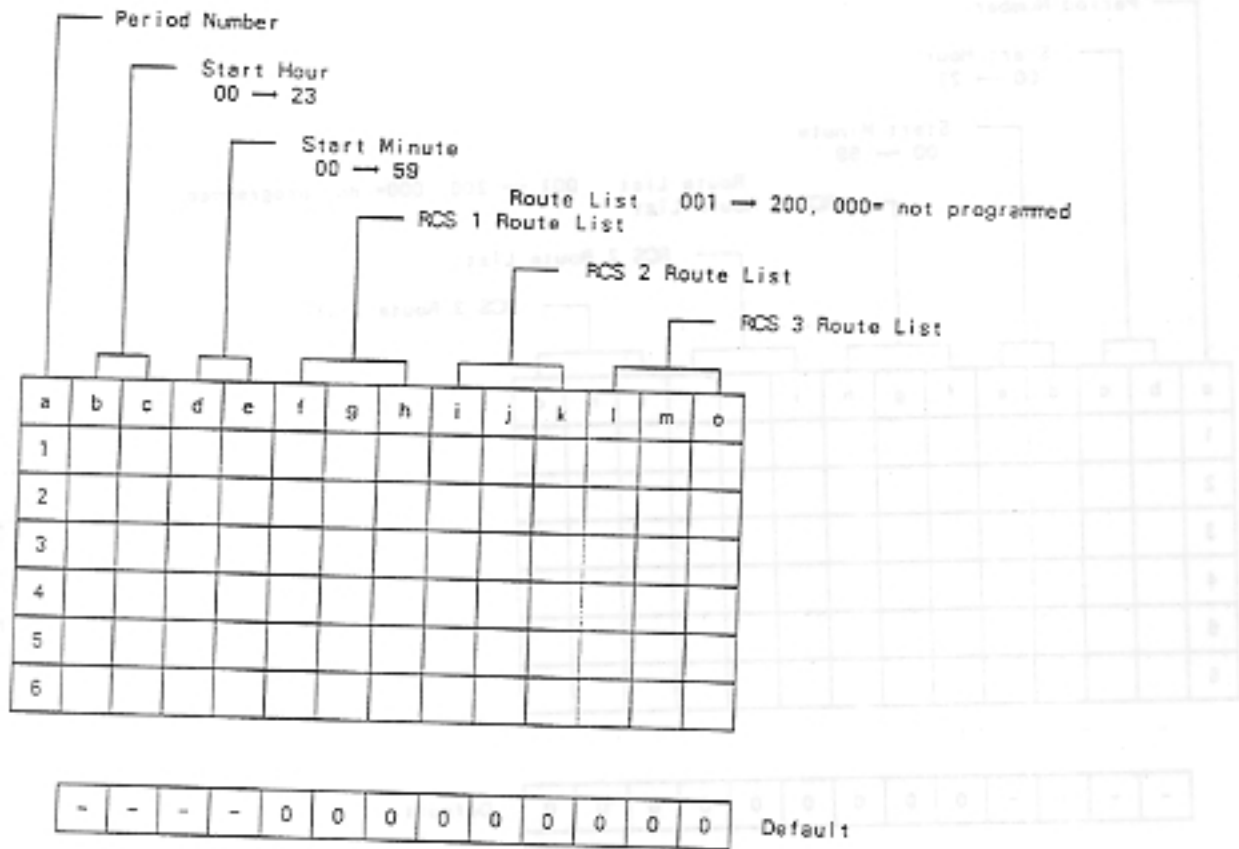 Period Number
Start Hour
00 → 23
Start Minute
00 → 59
Route List 001 → 200, 000= not programmed
RCS 1 Route List
RCS 2 Route List
RCS 3 Route List
a b c d e f g h i j k l m o
1
2
3
4
5
6
- - - - 0 0 0 0 0 0 0 0 0 Default